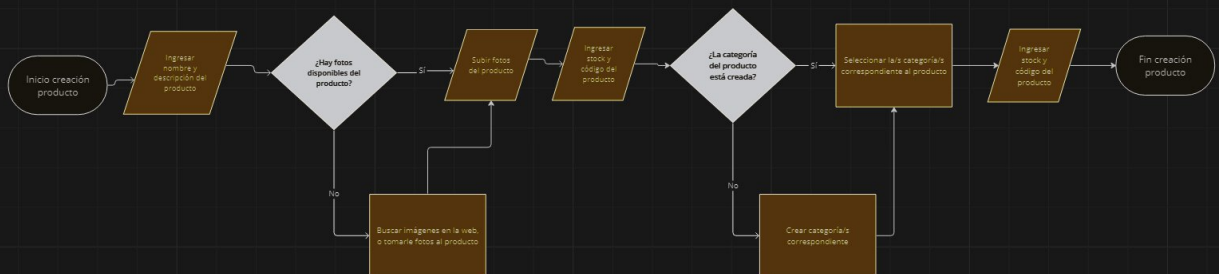 Inicio creación
producto
Ingresar
nombre y
descripción del
producto
¿Hay fotos
disponibles del
producto?
Sí
No
Buscar imágenes en la web,
o tomarle fotos al producto
Subir fotos
del producto
Ingresar
stock y
código del
producto
¿La categoría
del producto
está creada?
Sí
No
Crear categoría/s
correspondiente
Seleccionar la/s categoría/s
correspondiente al producto
Ingresar
stock y
código del
producto
Fin creación
producto